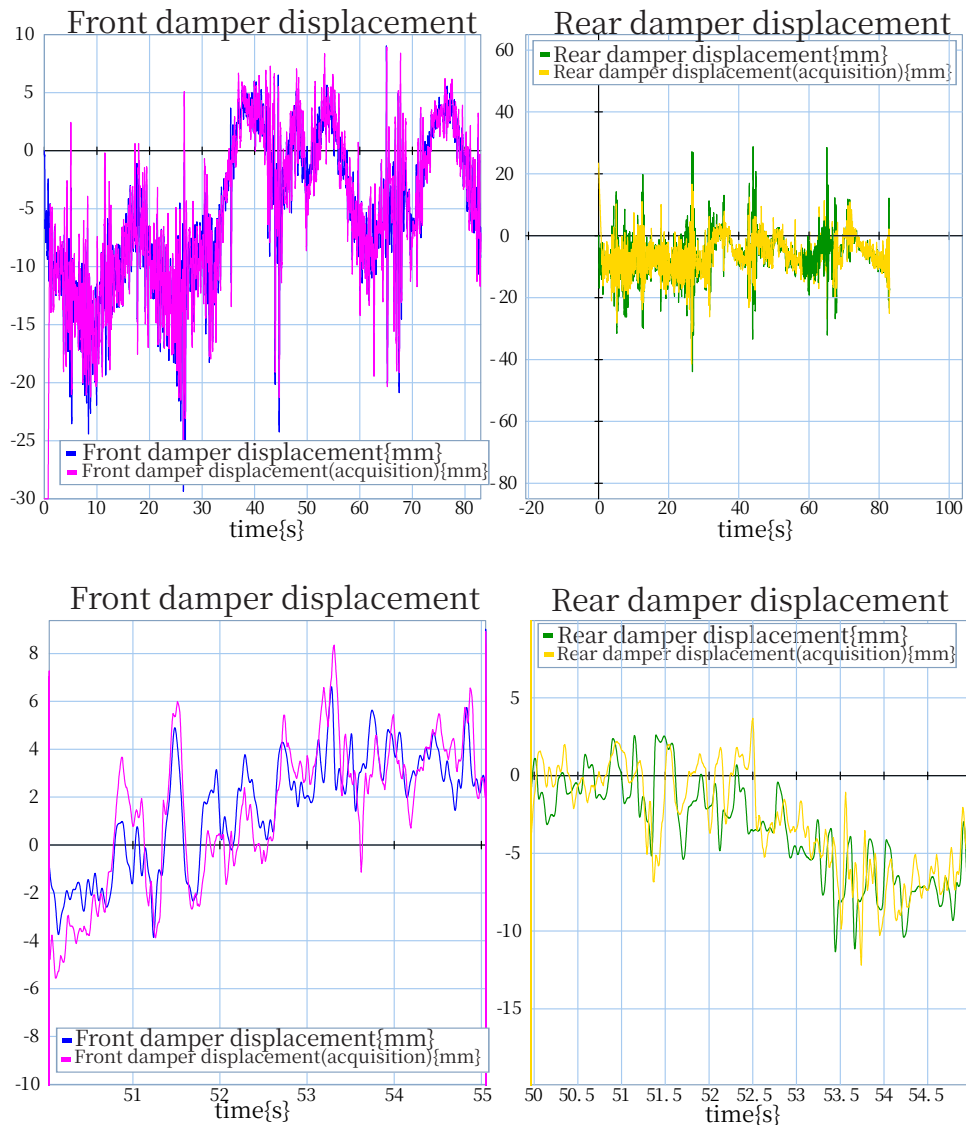 Front damper displacement
10
5
0
-5
-10
-15
-20
-25
-30
Front damper displacement{mm}
Front damper displacement(acquisition){mm}
0 10 20 30 40 50 60 70 80
time{s}
Rear damper displacement
Rear damper displacement{mm}
Rear damper displacement(acquisition){mm}
60
40
20
0
-20
-40
-60
-80
-20 0 20 40 60 80 100
time{s}
Front damper displacement
8
6
4
2
0
-2
-4
-6
-8
-10
Front damper displacement{mm}
Front damper displacement(acquisition){mm}
51 52 53 54 55
time{s}
Rear damper displacement
Rear damper displacement{mm}
Rear damper displacement(acquisition){mm}
5
0
-5
-10
-15
50 50.5 51 51.5 52 52.5 53 53.5 54 54.5
time{s}